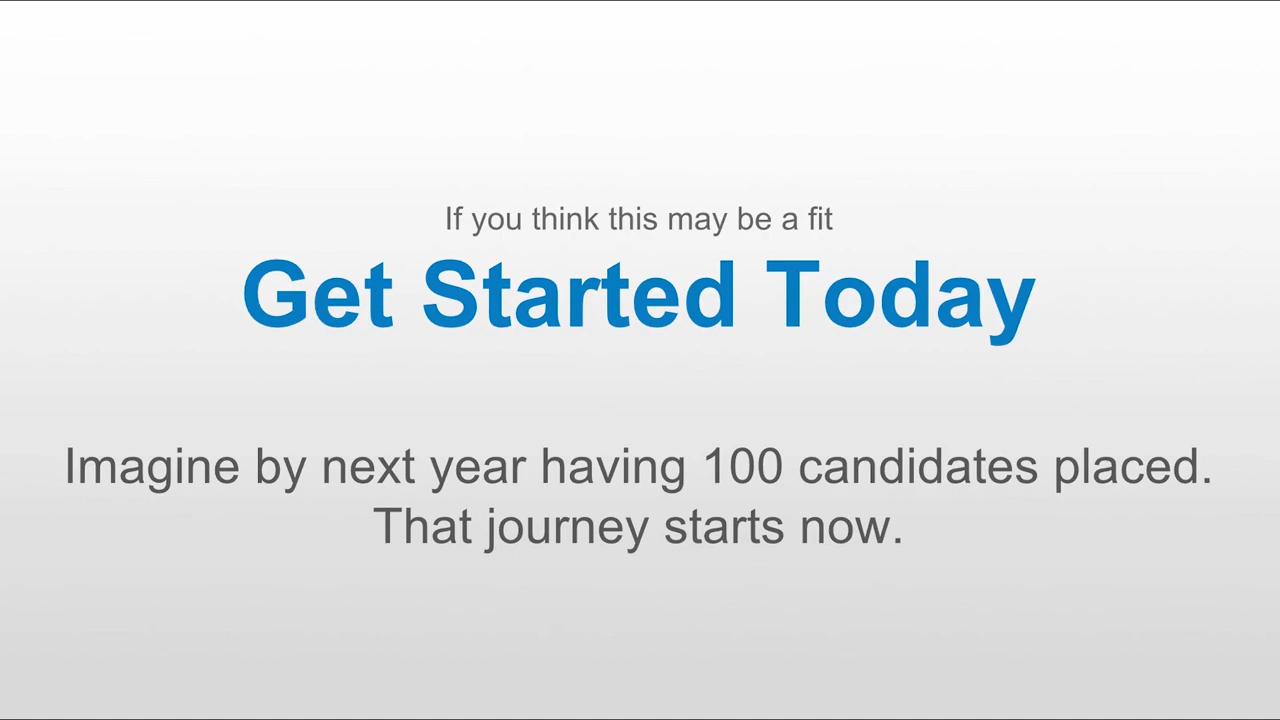 If you think this may be a fit
Get Started Today
Imagine by next year having 100 candidates placed.
That journey starts now.